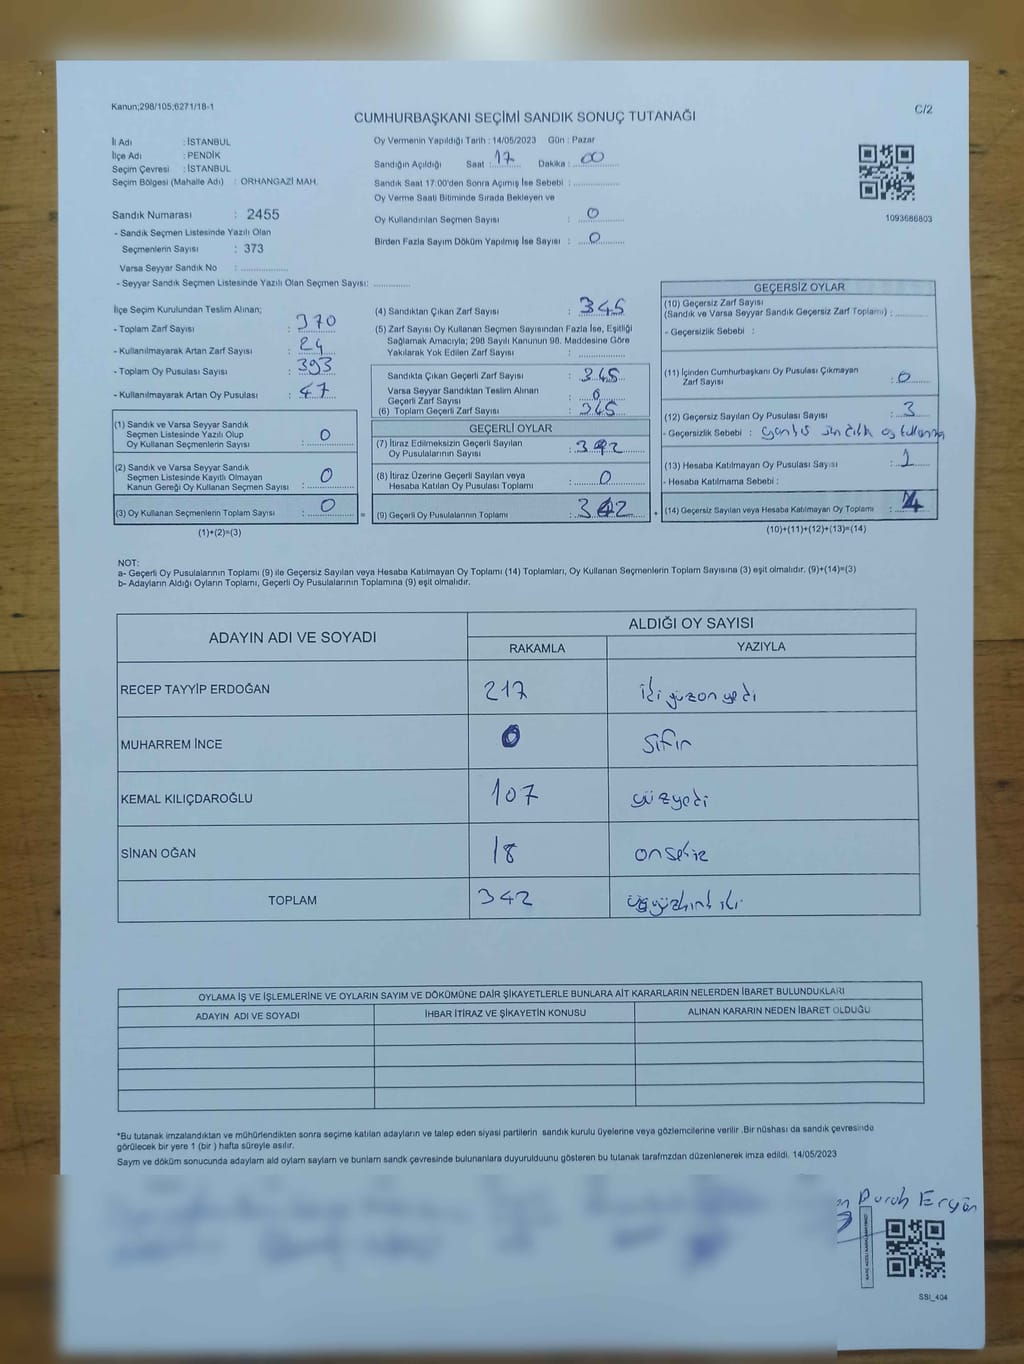 Kanun;298/105;6271/18-1
C/2
CUMHURBAŞKANI SEÇİMİ SANDIK SONUÇ TUTANAĞI
İl Adı : İSTANBUL
İlçe Adı : PENDİK
Seçim Çevresi : İSTANBUL
Seçim Bölgesi (Mahalle Adı) : ORHANGAZİ MAH.
Sandık Numarası : 2455
- Sandık Seçmen Listesinde Yazılı Olan
Seçmenlerin Sayısı : 373
Varsa Seyyar Sandık No : ...............
- Seyyar Sandık Seçmen Listesinde Yazılı Olan Seçmen Sayısı: ............
Oy Vermenin Yapıldığı Tarih : 14/05/2023 Gün : Pazar
Sandığın Açıldığı Saat : 17 Dakika : 00
Sandık Saat 17:00'den Sonra Açımış İse Sebebi : ...............
Oy Verme Saati Bitiminde Sırada Bekleyen ve
Oy Kullandırılan Seçmen Sayısı : 0
Birden Fazla Sayım Döküm Yapılmış İse Sayısı : 0
1093686803
İlçe Seçim Kurulundan Teslim Alınan;
- Toplam Zarf Sayısı : 370
- Kullanılmayarak Artan Zarf Sayısı : 24
- Toplam Oy Pusulası Sayısı : 393
- Kullanılmayarak Artan Oy Pusulası : 47
(1) Sandık ve Varsa Seyyar Sandık
Seçmen Listesinde Yazılı Olup
Oy Kullanan Seçmenlerin Sayısı : 0
(2) Sandık ve Varsa Seyyar Sandık
Seçmen Listesinde Kayıtlı Olmayan
Kanun Gereği Oy Kullanan Seçmen Sayısı : 0
(3) Oy Kullanan Seçmenlerin Toplam Sayısı : 0
(1)+(2)=(3)
=
(4) Sandıktan Çıkan Zarf Sayısı : 345
(5) Zarf Sayısı Oy Kullanan Seçmen Sayısından Fazla İse, Eşitliği
Sağlamak Amacıyla; 298 Sayılı Kanunun 98. Maddesine Göre
Yakılarak Yok Edilen Zarf Sayısı : ...............
Sandıkta Çıkan Geçerli Zarf Sayısı : 345
Varsa Seyyar Sandıktan Teslim Alınan
Geçerli Zarf Sayısı : 0
(6) Toplam Geçerli Zarf Sayısı : 345
GEÇERLİ OYLAR
(7) İtiraz Edilmeksizin Geçerli Sayılan
Oy Pusulalarının Sayısı : 342
(8) İtiraz Üzerine Geçerli Sayılan veya
Hesaba Katılan Oy Pusulası Toplamı : 0
(9) Geçerli Oy Pusulalarının Toplamı : 342
+
GEÇERSİZ OYLAR
(10) Geçersiz Zarf Sayısı
(Sandık ve Varsa Seyyar Sandık Geçersiz Zarf Toplamı) : ............
- Geçersizlik Sebebi :
(11) İçinden Cumhurbaşkanı Oy Pusulası Çıkmayan
Zarf Sayısı : 0
(12) Geçersiz Sayılan Oy Pusulası Sayısı : 3
- Geçersizlik Sebebi : yanlış sandık oy kullanma
(13) Hesaba Katılmayan Oy Pusulası Sayısı : 1
- Hesaba Katılmama Sebebi :
(14) Geçersiz Sayılan veya Hesaba Katılmayan Oy Toplamı : 4
(10)+(11)+(12)+(13)=(14)
NOT:
a- Geçerli Oy Pusulalarının Toplamı (9) ile Geçersiz Sayılan veya Hesaba Katılmayan Oy Toplamı (14) Toplamları, Oy Kullanan Seçmenlerin Toplam Sayısına (3) eşit olmalıdır. (9)+(14)=(3)
b- Adayların Aldığı Oyların Toplamı, Geçerli Oy Pusulalarının Toplamına (9) eşit olmalıdır.
ADAYIN ADI VE SOYADI
ALDIĞI OY SAYISI
RAKAMLA YAZIYLA
RECEP TAYYİP ERDOĞAN 217 ikiyüzonyedi
MUHARREM İNCE 0 sıfır
KEMAL KILIÇDAROĞLU 107 yüzyedi
SİNAN OĞAN 18 onsekiz
TOPLAM 342 üçyüzkırkiki
OYLAMA İŞ VE İŞLEMLERİNE VE OYLARIN SAYIM VE DÖKÜMÜNE DAİR ŞİKAYETLERLE BUNLARA AİT KARARLARIN NELERDEN İBARET BULUNDUKLARI
ADAYIN ADI VE SOYADI İHBAR İTİRAZ VE ŞİKAYETİN KONUSU ALINAN KARARIN NEDEN İBARET OLDUĞU
*Bu tutanak imzalandıktan ve mühürlendikten sonra seçime katılan adayların ve talep eden siyasi partilerin sandık kurulu üyelerine veya gözlemcilerine verilir .Bir nüshası da sandık çevresinde
görülecek bir yere 1 (bir ) hafta süreyle asılır.
Saym ve döküm sonucunda adaylarn ald oylarn saylarn ve bunlarn sandk çevresinde bulunanlara duyurulduunu gösteren bu tutanak tarafmzdan düzenlenerek imza edildi. 14/05/2023
SSI_404